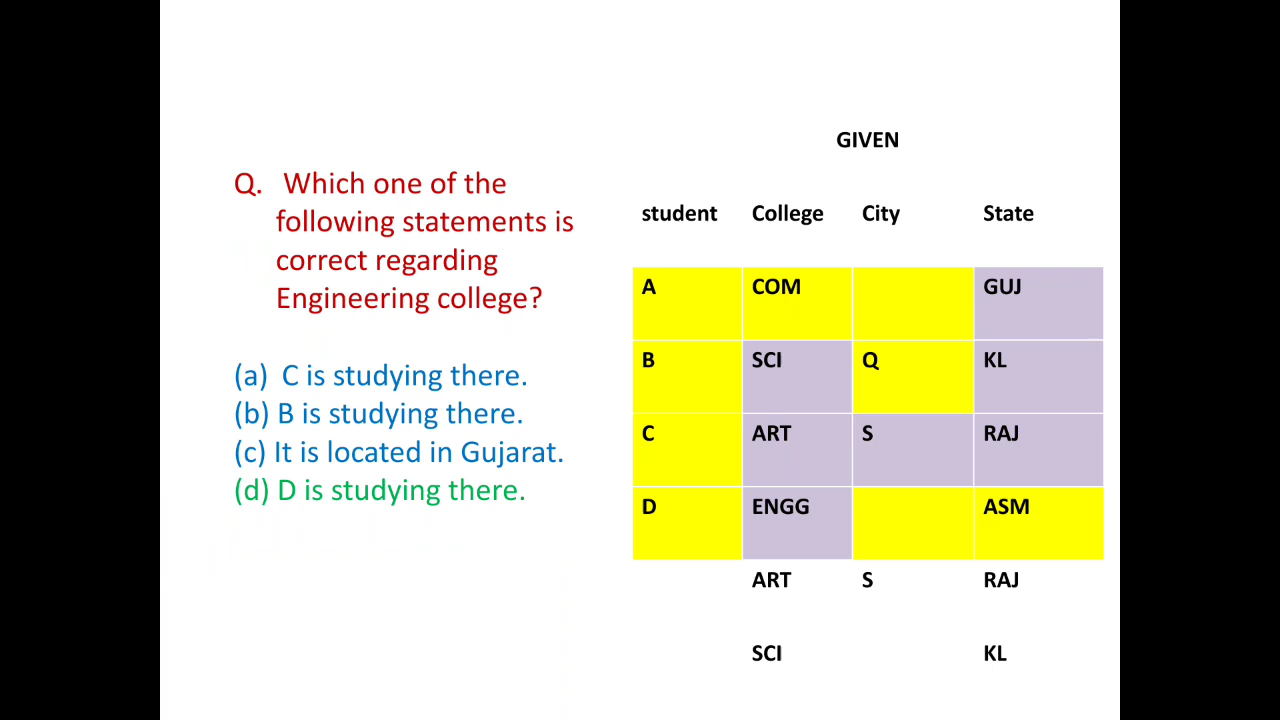 GIVEN
Q. Which one of the
following statements is
correct regarding
Engineering college?
(a) C is studying there.
(b) B is studying there.
(c) It is located in Gujarat.
(d) D is studying there.
student College City State
A COM GUJ
B SCI Q KL
C ART S RAJ
D ENGG ASM
ART S RAJ
SCI KL